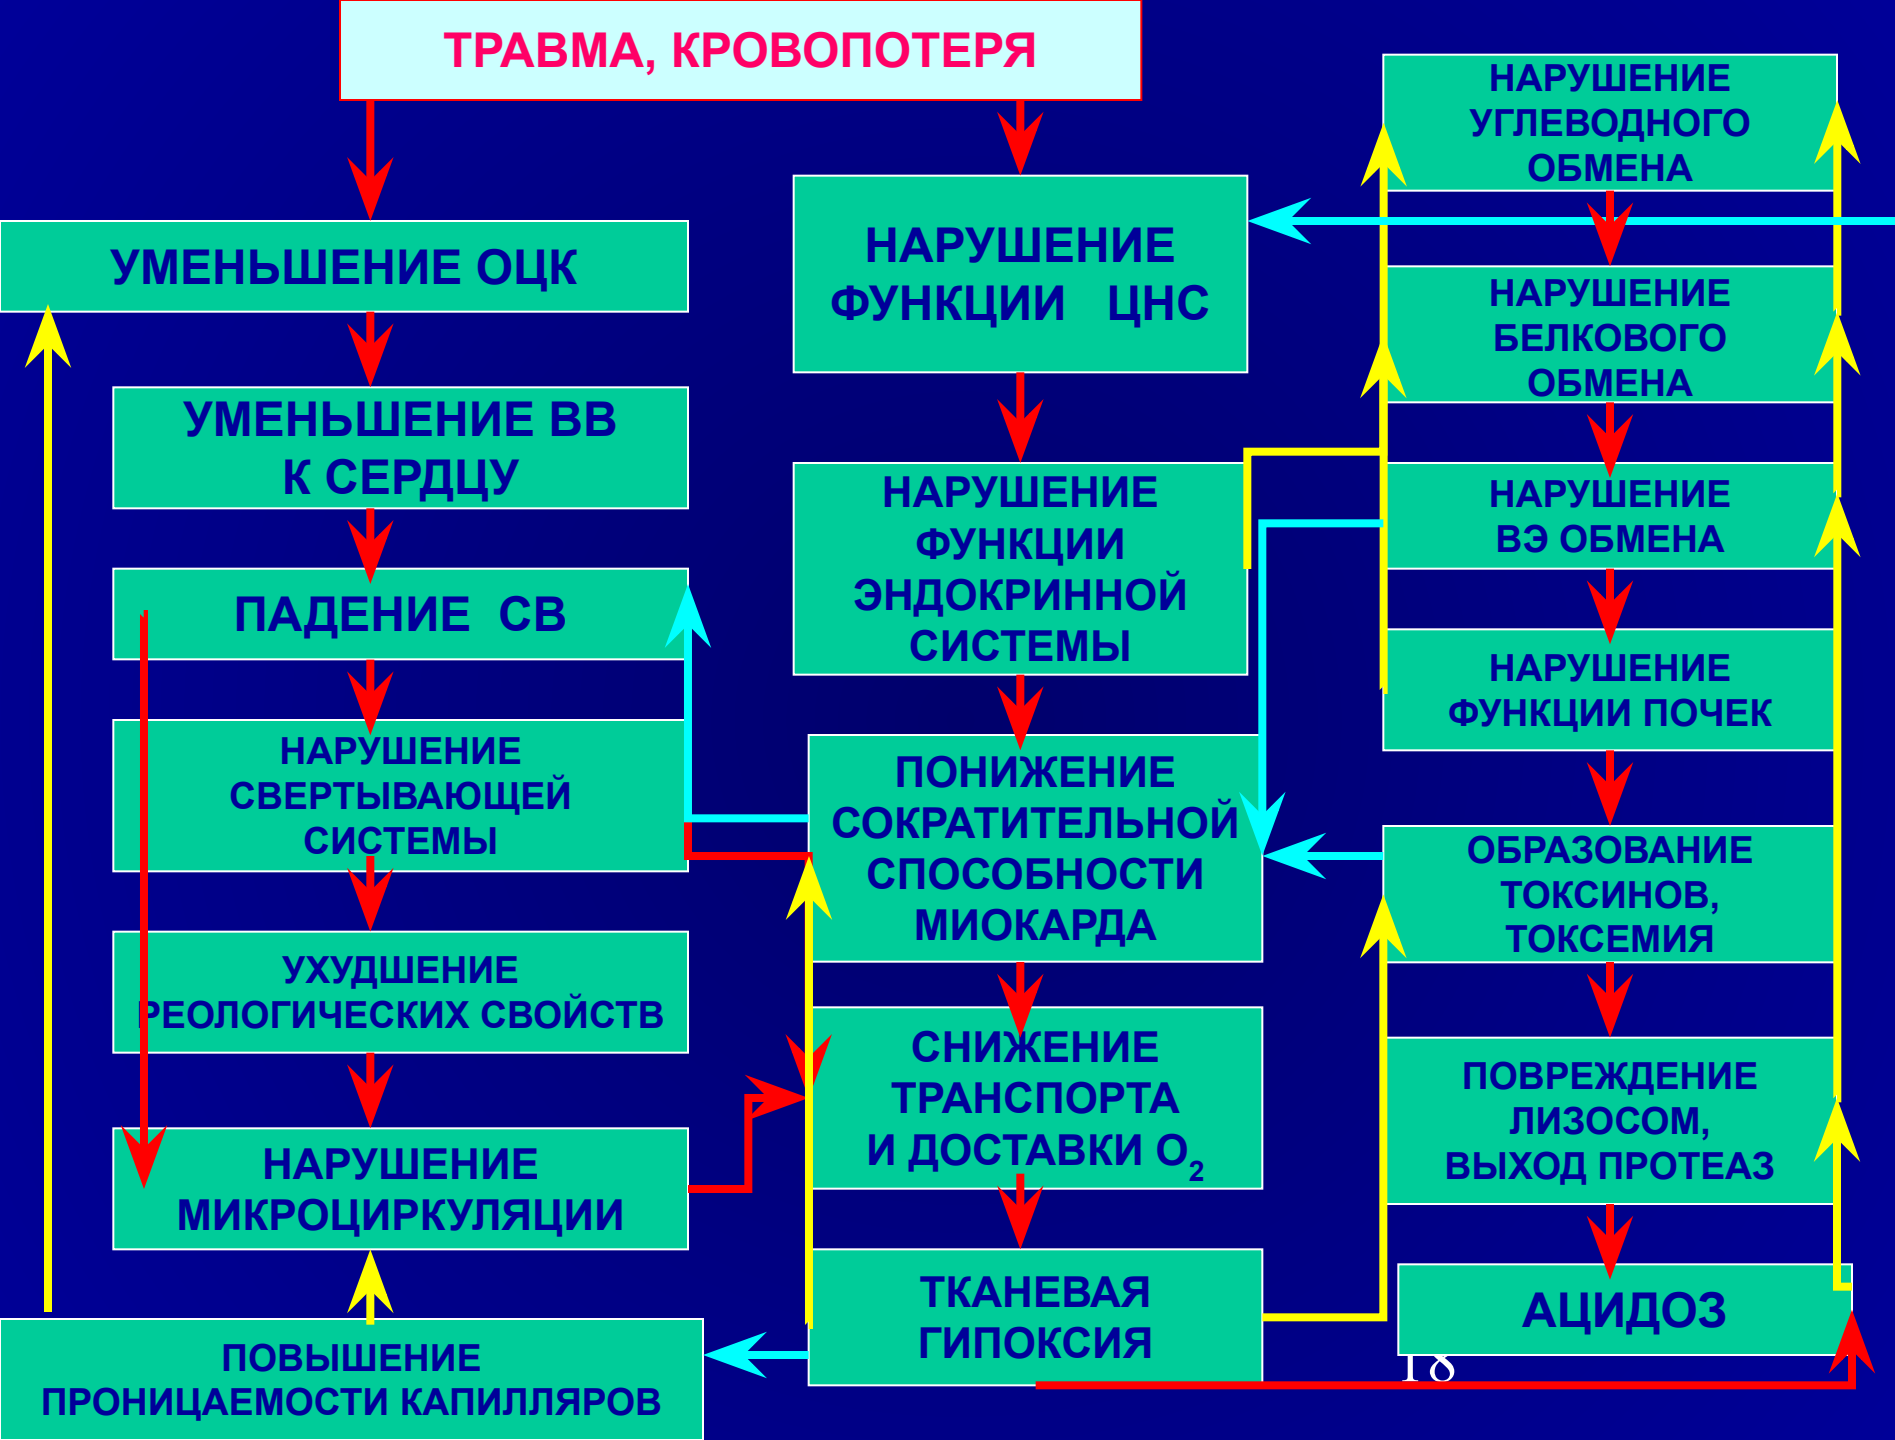 ТРАВМА, КРОВОПОТЕРЯ
УМЕНЬШЕНИЕ ОЦК
УМЕНЬШЕНИЕ ВВ
К СЕРДЦУ
ПАДЕНИЕ СВ
НАРУШЕНИЕ
СВЕРТЫВАЮЩЕЙ
СИСТЕМЫ
УХУДШЕНИЕ
РЕОЛОГИЧЕСКИХ СВОЙСТВ
НАРУШЕНИЕ
МИКРОЦИРКУЛЯЦИИ
ПОВЫШЕНИЕ
ПРОНИЦАЕМОСТИ КАПИЛЛЯРОВ
НАРУШЕНИЕ
ФУНКЦИИ ЦНС
НАРУШЕНИЕ
ФУНКЦИИ
ЭНДОКРИННОЙ
СИСТЕМЫ
ПОНИЖЕНИЕ
СОКРАТИТЕЛЬНОЙ
СПОСОБНОСТИ
МИОКАРДА
СНИЖЕНИЕ
ТРАНСПОРТА
И ДОСТАВКИ О2
ТКАНЕВАЯ
ГИПОКСИЯ
НАРУШЕНИЕ
УГЛЕВОДНОГО
ОБМЕНА
НАРУШЕНИЕ
БЕЛКОВОГО
ОБМЕНА
НАРУШЕНИЕ
ВЭ ОБМЕНА
НАРУШЕНИЕ
ФУНКЦИИ ПОЧЕК
ОБРАЗОВАНИЕ
ТОКСИНОВ,
ТОКСЕМИЯ
ПОВРЕЖДЕНИЕ
ЛИЗОСОМ,
ВЫХОД ПРОТЕАЗ
АЦИДОЗ
18